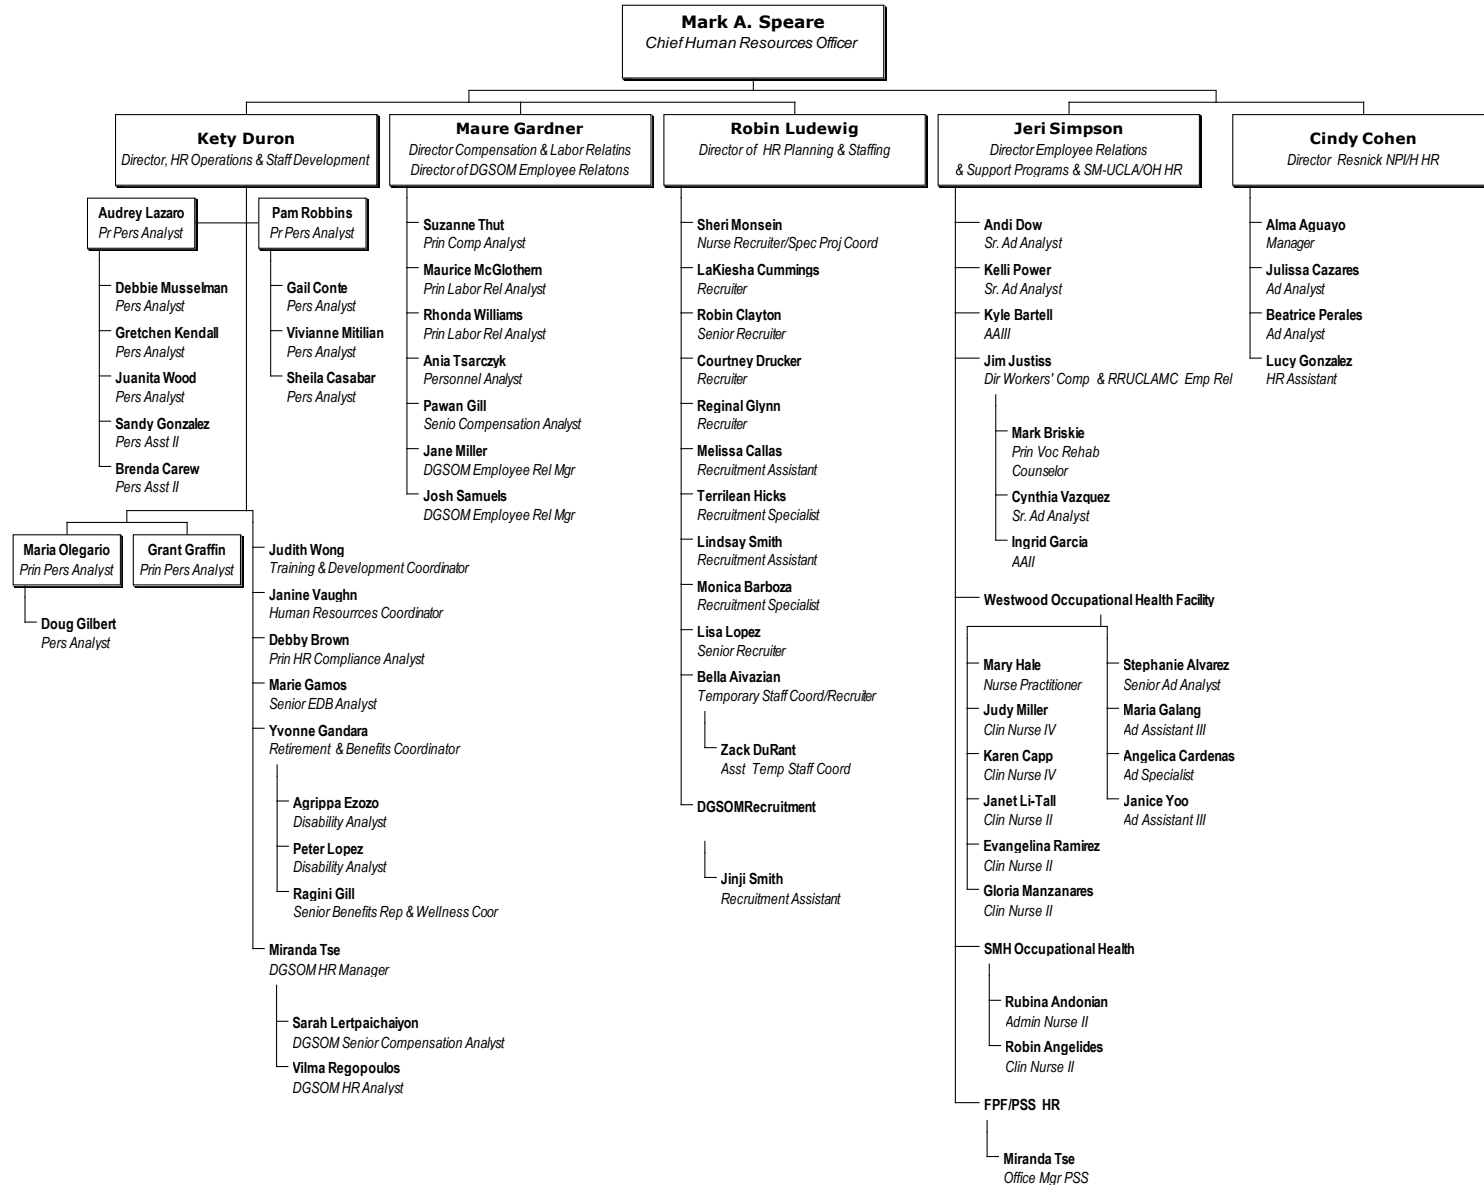 Mark A. Speare
Chief Human Resources Officer
Kety Duron
Director, HR Operations & Staff Development
Audrey Lazaro
Pr Pers Analyst
Debbie Musselman
Pers Analyst
Gretchen Kendall
Pers Analyst
Juanita Wood
Pers Analyst
Sandy Gonzalez
Pers Asst II
Brenda Carew
Pers Asst II
Pam Robbins
Pr Pers Analyst
Gail Conte
Pers Analyst
Vivianne Mitilian
Pers Analyst
Sheila Casabar
Pers Analyst
Maria Olegario
Prin Pers Analyst
Doug Gilbert
Pers Analyst
Grant Graffin
Prin Pers Analyst
Judith Wong
Training & Development Coordinator
Janine Vaughn
Human Resourrces Coordinator
Debby Brown
Prin HR Compliance Analyst
Marie Gamos
Senior EDB Analyst
Yvonne Gandara
Retirement & Benefits Coordinator
Agrippa Ezozo
Disability Analyst
Peter Lopez
Disability Analyst
Ragini Gill
Senior Benefits Rep & Wellness Coor
Miranda Tse
DGSOM HR Manager
Sarah Lertpaichaiyon
DGSOM Senior Compensation Analyst
Vilma Regopoulos
DGSOM HR Analyst
Maure Gardner
Director Compensation & Labor Relatins
Director of DGSOM Employee Relatons
Suzanne Thut
Prin Comp Analyst
Maurice McGlothern
Prin Labor Rel Analyst
Rhonda Williams
Prin Labor Rel Analyst
Ania Tsarczyk
Personnel Analyst
Pawan Gill
Senio Compensation Analyst
Jane Miller
DGSOM Employee Rel Mgr
Josh Samuels
DGSOM Employee Rel Mgr
Robin Ludewig
Director of HR Planning & Staffing
Sheri Monsein
Nurse Recruiter/Spec Proj Coord
LaKiesha Cummings
Recruiter
Robin Clayton
Senior Recruiter
Courtney Drucker
Recruiter
Reginal Glynn
Recruiter
Melissa Callas
Recruitment Assistant
Terrilean Hicks
Recruitment Specialist
Lindsay Smith
Recruitment Assistant
Monica Barboza
Recruitment Specialist
Lisa Lopez
Senior Recruiter
Bella Aivazian
Temporary Staff Coord/Recruiter
Zack DuRant
Asst Temp Staff Coord
DGSOMRecruitment
Jinji Smith
Recruitment Assistant
Jeri Simpson
Director Employee Relations
& Support Programs & SM-UCLA/OH HR
Andi Dow
Sr. Ad Analyst
Kelli Power
Sr. Ad Analyst
Kyle Bartell
AAIII
Jim Justiss
Dir Workers' Comp & RRUCLAMC Emp Rel
Mark Briskie
Prin Voc Rehab
Counselor
Cynthia Vazquez
Sr. Ad Analyst
Ingrid Garcia
AAII
Westwood Occupational Health Facility
Mary Hale
Nurse Practitioner
Judy Miller
Clin Nurse IV
Karen Capp
Clin Nurse IV
Janet Li-Tall
Clin Nurse II
Evangelina Ramirez
Clin Nurse II
Gloria Manzanares
Clin Nurse II
Stephanie Alvarez
Senior Ad Analyst
Maria Galang
Ad Assistant III
Angelica Cardenas
Ad Specialist
Janice Yoo
Ad Assistant III
SMH Occupational Health
Rubina Andonian
Admin Nurse II
Robin Angelides
Clin Nurse II
FPF/PSS HR
Miranda Tse
Office Mgr PSS
Cindy Cohen
Director Resnick NPI/H HR
Alma Aguayo
Manager
Julissa Cazares
Ad Analyst
Beatrice Perales
Ad Analyst
Lucy Gonzalez
HR Assistant